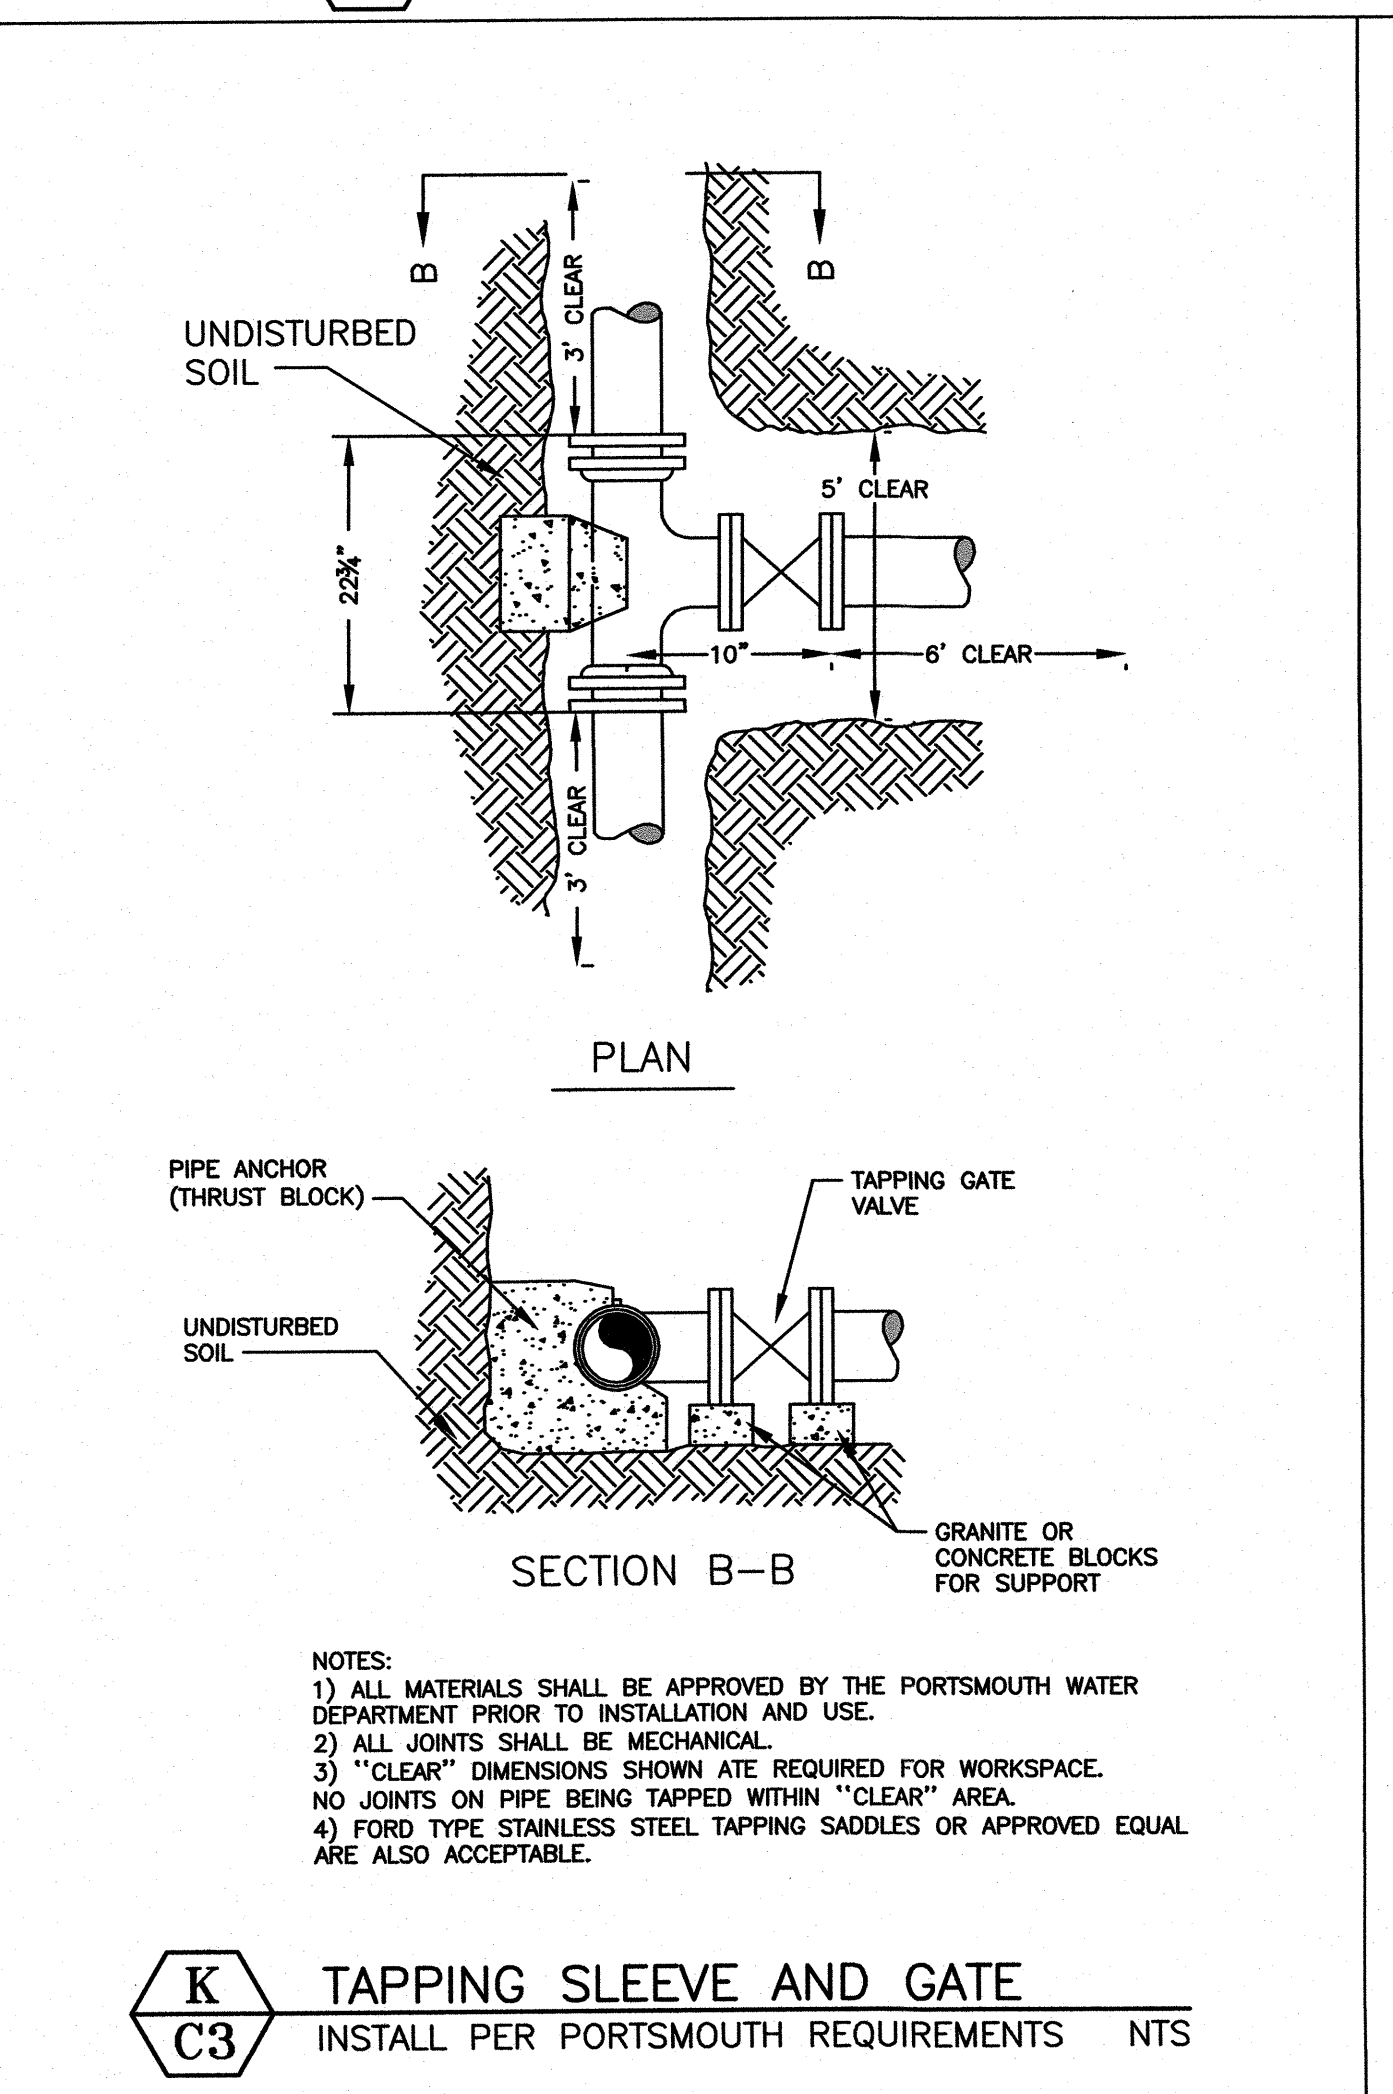 B
B
3' CLEAR
UNDISTURBED
SOIL
22¾"
5' CLEAR
10"
6' CLEAR
3' CLEAR
PLAN
PIPE ANCHOR
(THRUST BLOCK)
TAPPING GATE
VALVE
UNDISTURBED
SOIL
GRANITE OR
CONCRETE BLOCKS
FOR SUPPORT
SECTION B-B
NOTES:
1) ALL MATERIALS SHALL BE APPROVED BY THE PORTSMOUTH WATER
DEPARTMENT PRIOR TO INSTALLATION AND USE.
2) ALL JOINTS SHALL BE MECHANICAL.
3) "CLEAR" DIMENSIONS SHOWN ATE REQUIRED FOR WORKSPACE.
NO JOINTS ON PIPE BEING TAPPED WITHIN "CLEAR" AREA.
4) FORD TYPE STAINLESS STEEL TAPPING SADDLES OR APPROVED EQUAL
ARE ALSO ACCEPTABLE.
K
C3
TAPPING SLEEVE AND GATE
INSTALL PER PORTSMOUTH REQUIREMENTS NTS